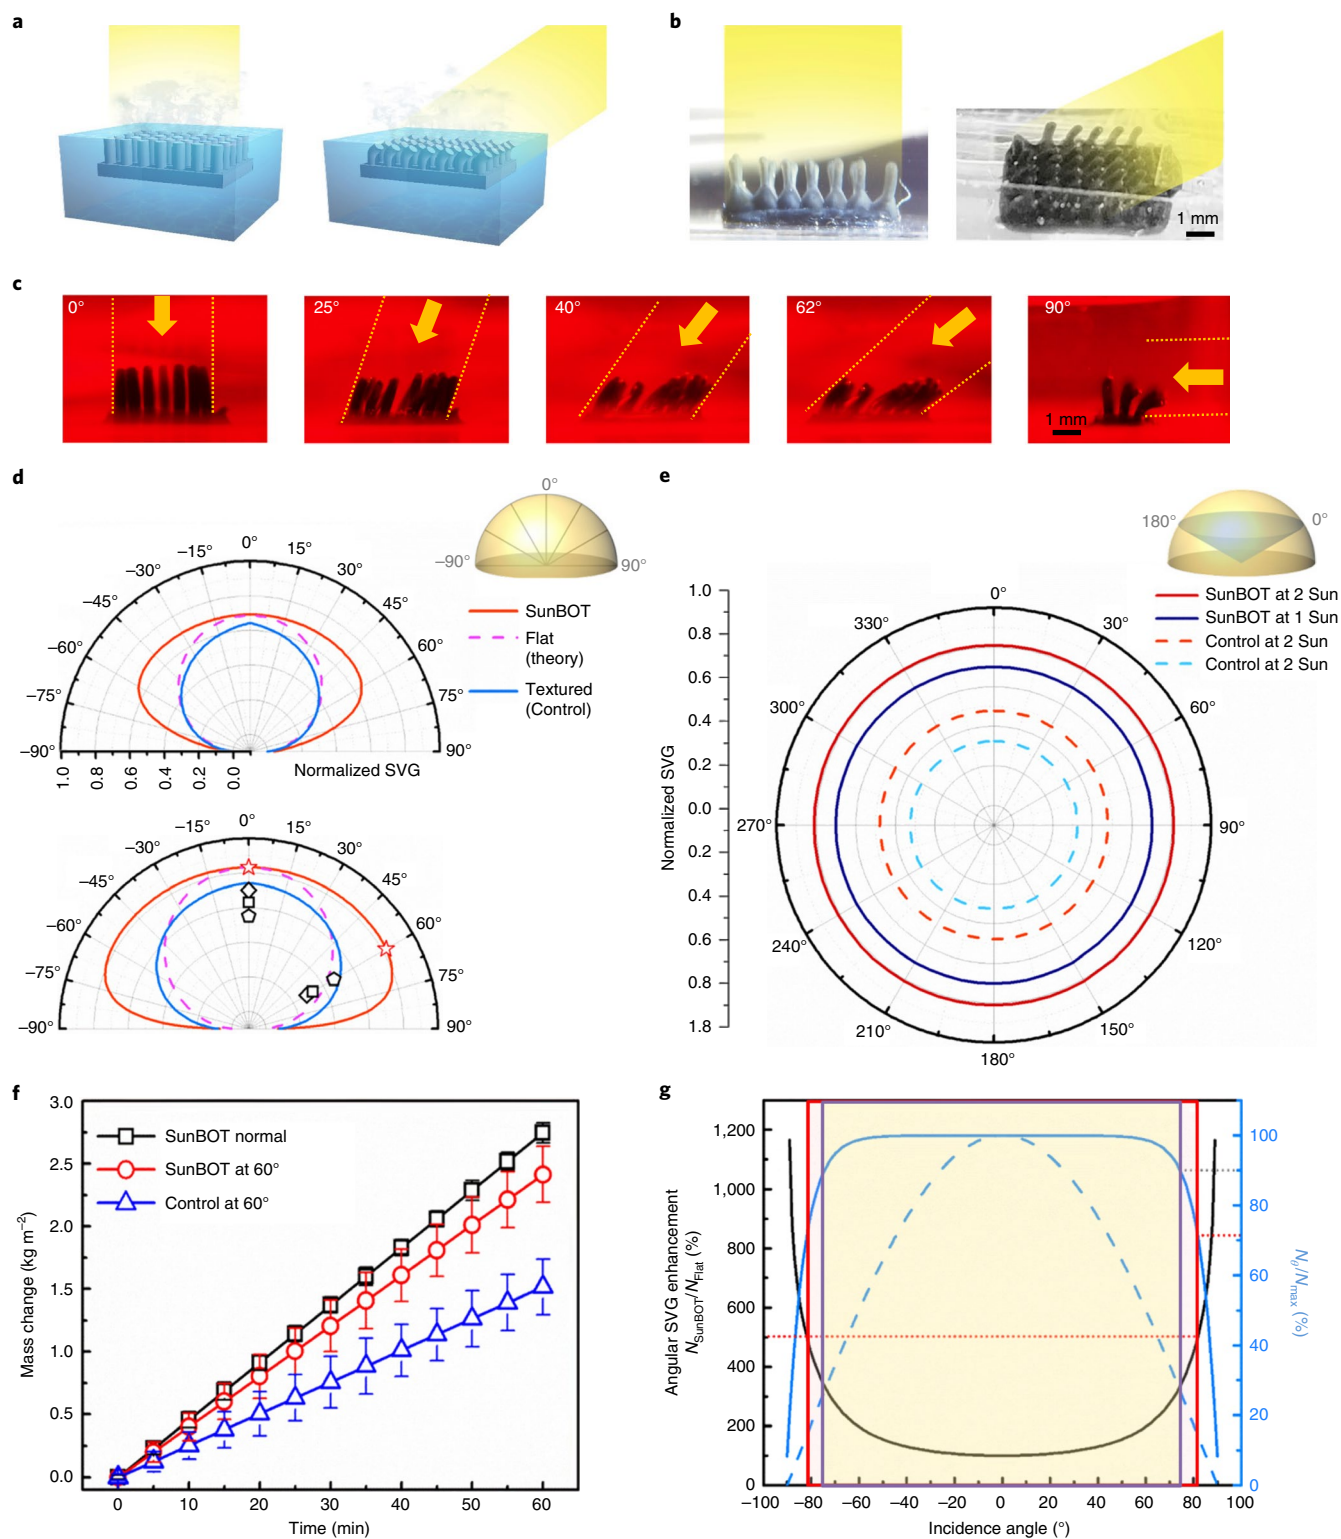 a
b
1 mm
c
0°
25°
40°
62°
90°
1 mm
d
0°
–90°
90°
0°
–15°
15°
–30°
30°
–45°
45°
–60°
60°
–75°
75°
–90°
90°
1.0
0.8
0.6
0.4
0.2
0.0
Normalized SVG
SunBOT
Flat
(theory)
Textured
(Control)
0°
–15°
15°
–30°
30°
–45°
45°
–60°
60°
–75°
75°
–90°
90°
e
180°
0°
SunBOT at 2 Sun
SunBOT at 1 Sun
Control at 2 Sun
Control at 2 Sun
1.0
0.8
0.6
0.4
0.2
0.0
0.2
0.4
0.6
0.8
1.8
Normalized SVG
0°
330°
30°
300°
60°
270°
90°
240°
120°
210°
150°
180°
f
3.0
2.5
2.0
1.5
1.0
0.5
0.0
Mass change (kg m–2)
SunBOT normal
SunBOT at 60°
Control at 60°
0 10 20 30 40 50 60
Time (min)
g
1,200
1,000
800
600
400
200
0
Angular SVG enhancement
NSunBOT/NFlat (%)
100
80
60
40
20
0
Nθ/Nmax (%)
–100 –80 –60 –40 –20 0 20 40 60 80 100
Incidence angle (°)